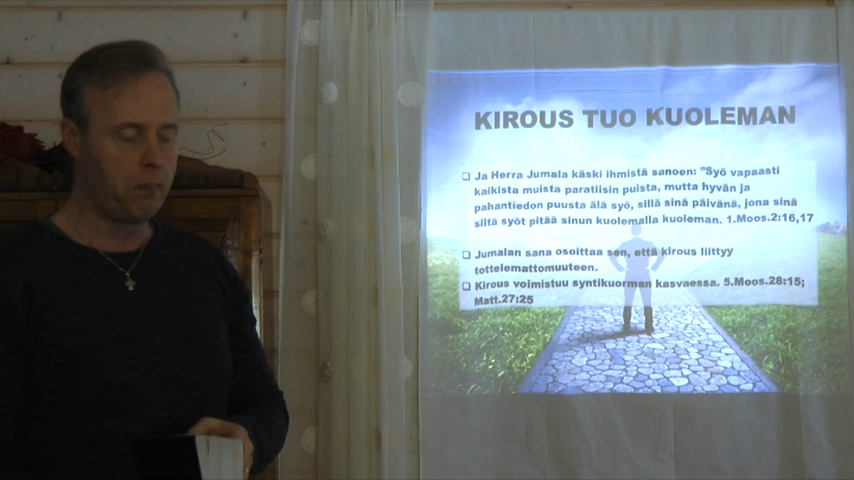 KIROUS TUO KUOLEMAN
❑ Ja Herra Jumala käski ihmistä sanoen: "Syö vapaasti
kaikista muista paratiisin puista, mutta hyvän ja
pahantiedon puusta älä syö, sillä sinä päivänä, jona sinä
siitä syöt pitää sinun kuolemalla kuoleman. 1.Moos.2:16,17
❑ Jumalan sana osoittaa sen, että kirous liittyy
tottelemattomuuteen.
❑ Kirous voimistuu syntikuorman kasvaessa. 5.Moos.28:15;
Matt.27:25